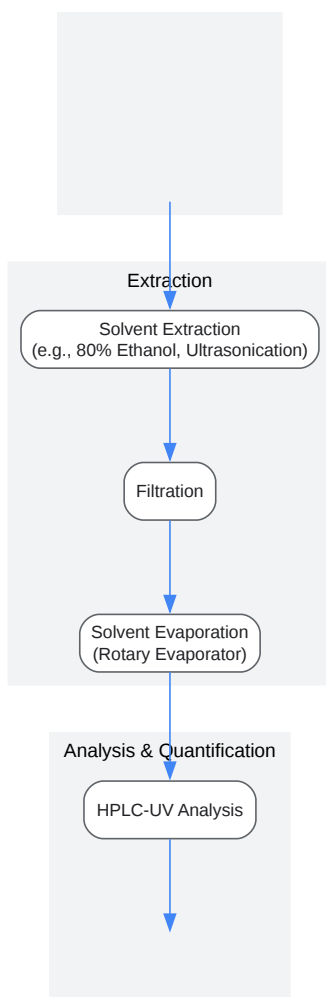 Extraction
Solvent Extraction
(e.g., 80% Ethanol, Ultrasonication)
Filtration
Solvent Evaporation
(Rotary Evaporator)
Analysis & Quantification
HPLC-UV Analysis